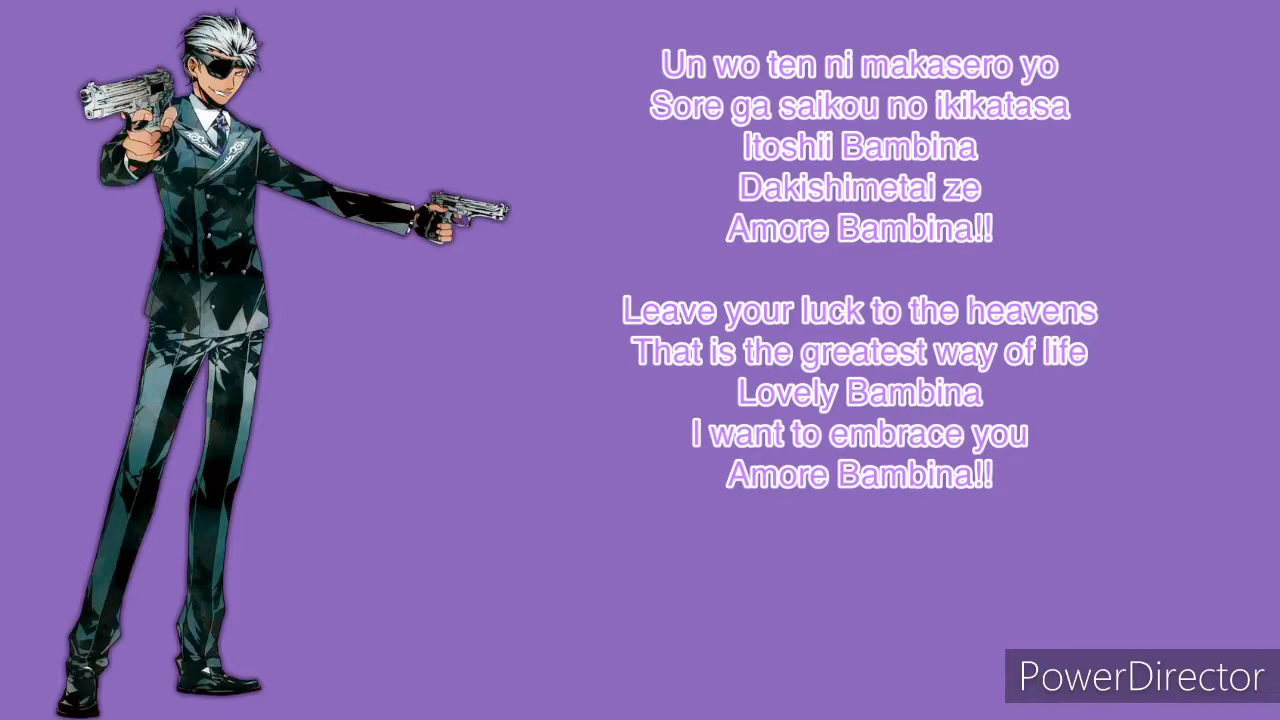 Un wo ten ni makasero yo
Sore ga saikou no ikikatasa
Itoshii Bambina
Dakishimetai ze
Amore Bambina!!
Leave your luck to the heavens
That is the greatest way of life
Lovely Bambina
I want to embrace you
Amore Bambina!!
PowerDirector